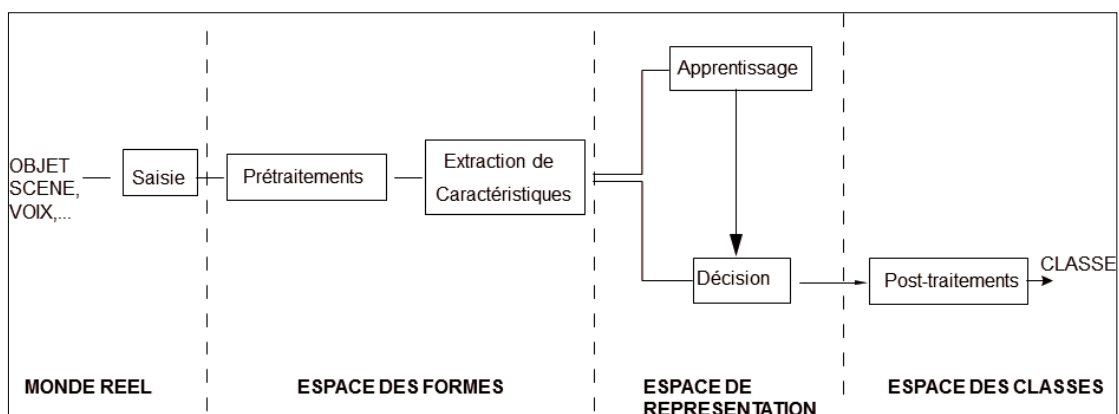 OBJET
SCENE,
VOIX,...
Saisie
Prétraitements
Extraction de
Caractéristiques
Apprentissage
Décision
Post-traitements
CLASSE
MONDE REEL
ESPACE DES FORMES
ESPACE DE
REPRESENTATION
ESPACE DES CLASSES